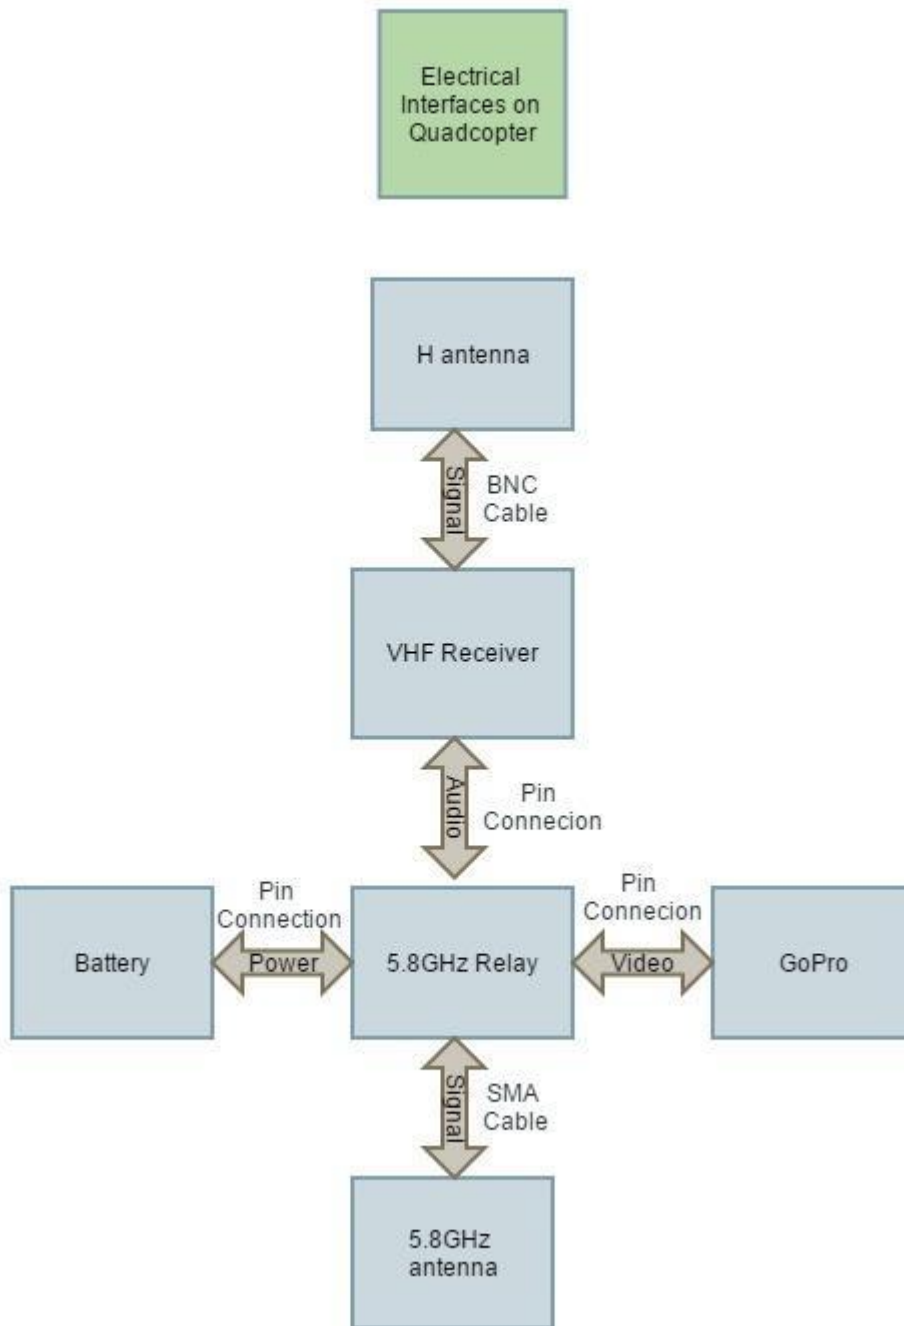 Electrical
Interfaces on
Quadcopter
H antenna
Signal
BNC
Cable
VHF Receiver
Audio
Pin
Connecion
Pin
Connection
Pin
Connecion
Battery
Power
5.8GHz Relay
Video
GoPro
Signal
SMA
Cable
5.8GHz
antenna